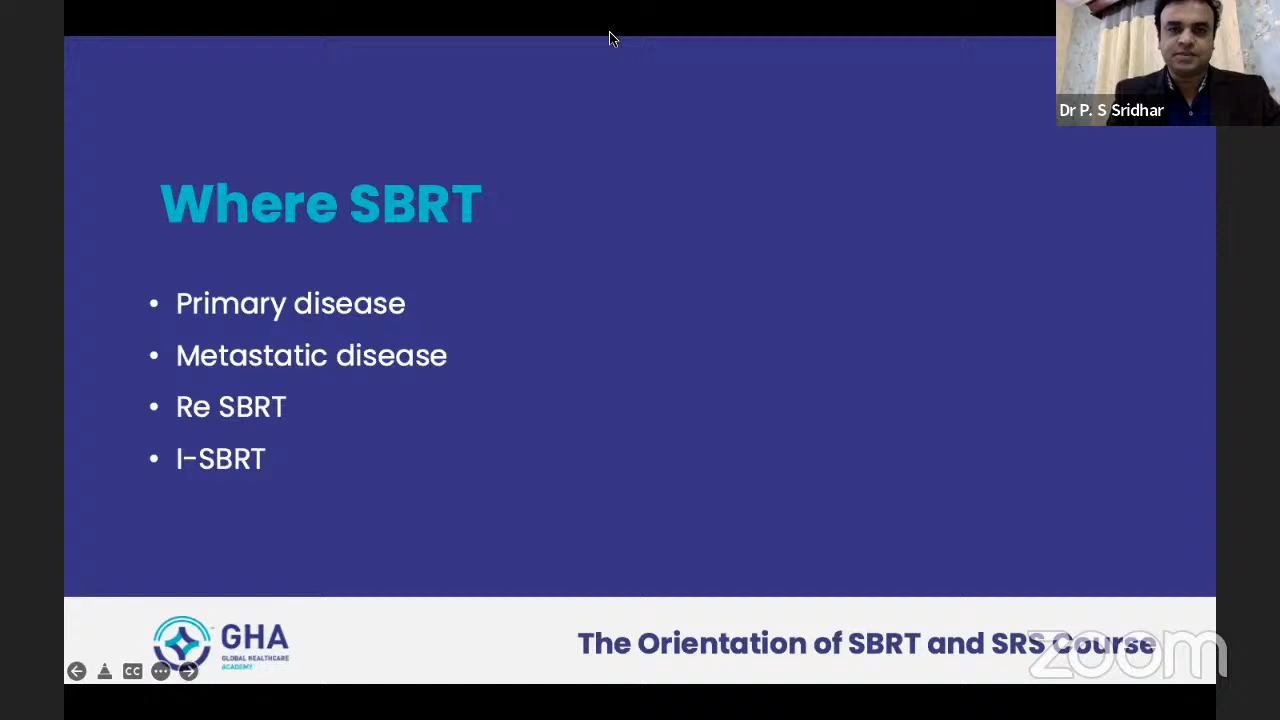 Dr P. S Sridhar
Where SBRT
• Primary disease
• Metastatic disease
• Re SBRT
• I-SBRT
GHA
GLOBAL HEALTHCARE
ACADEMY
The Orientation of SBRT and SRS Course
zoom
CC